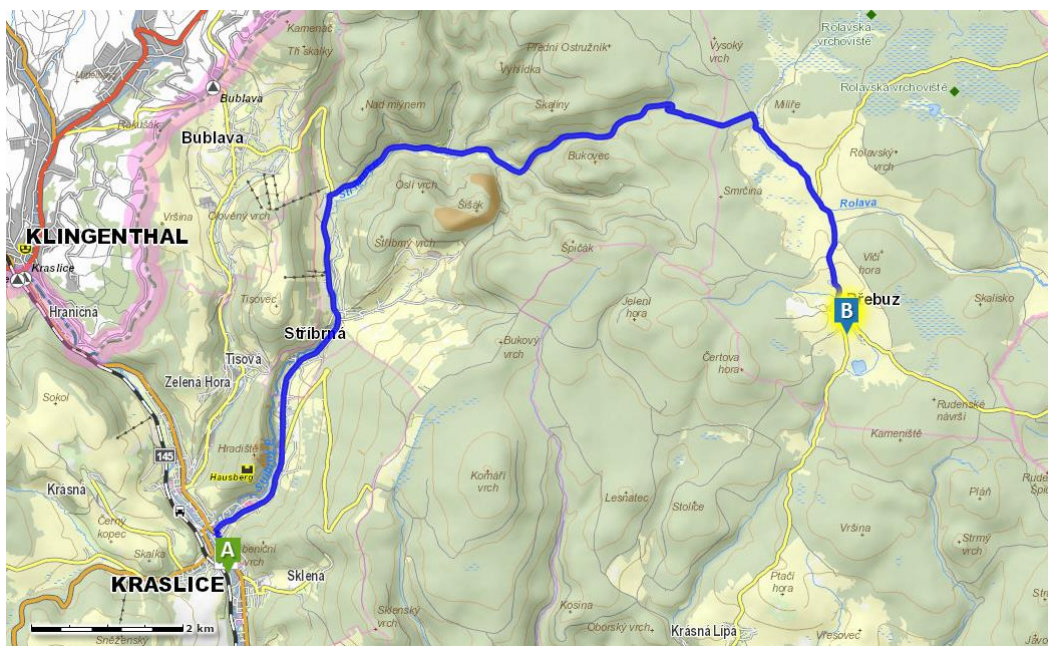 Kamenáč
Tři skalky
Bublava
Bublava
Přední Ostružník
Vyhlídka
Vysoký
vrch
Rolavská
vrchoviště
Rolavská vrchoviště
Nad mlýnem
Skaliny
Milíře
Rolavský
vrch
Bukovec
Olověný vrch
Vršina
Oslí vrch
Šišák
Smrčina
Rolava
KLINGENTHAL
Kraslice
Hraničná
Stříbrný vrch
Špičák
Vlčí
hora
Tisovec
Jelení
hora
B
Přebuz
Skalisko
Stříbrná
Bukový
vrch
Tisová
Zelená Hora
Čertova
hora
Sokol
Rudenské
návrší
Kameniště
Hradiště
145
Hausberg
Krásná
Komáří
vrch
Lesnatec
Stolice
Pláň
Černý
kopec
Vršina
Strmý
vrch
Skalka
A
vrch
KRASLICE
Sklená
Ptačí
hora
Sklenský
vrch
Kosina
Oborský vrch
Krásná Lípa
Vřesovec
2 km
Sněženský